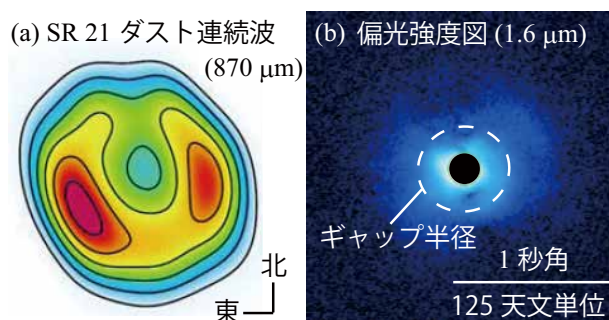 (a) SR 21 ダスト連続波
(870 μm)
北
東
(b) 偏光強度図 (1.6 μm)
ギャップ半径
1 秒角
125 天文単位